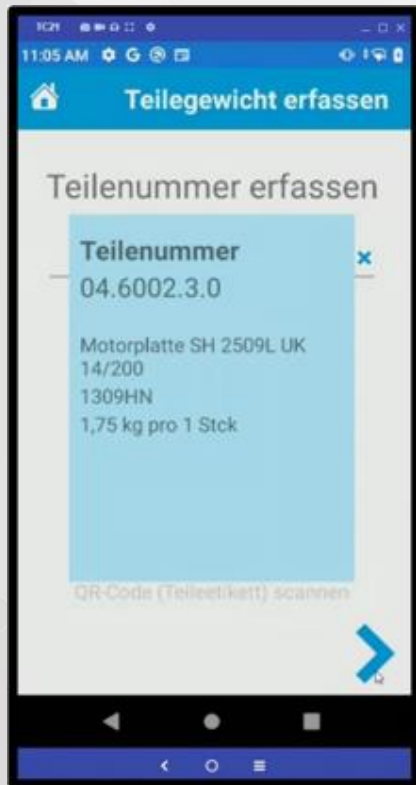 TC21
11:05 AM
Teilegewicht erfassen
Teilenummer erfassen
Teilenummer
04.6002.3.0
Motorplatte SH 2509L UK
14/200
1309HN
1,75 kg pro 1 Stck
QR-Code (Teileetikett) scannen